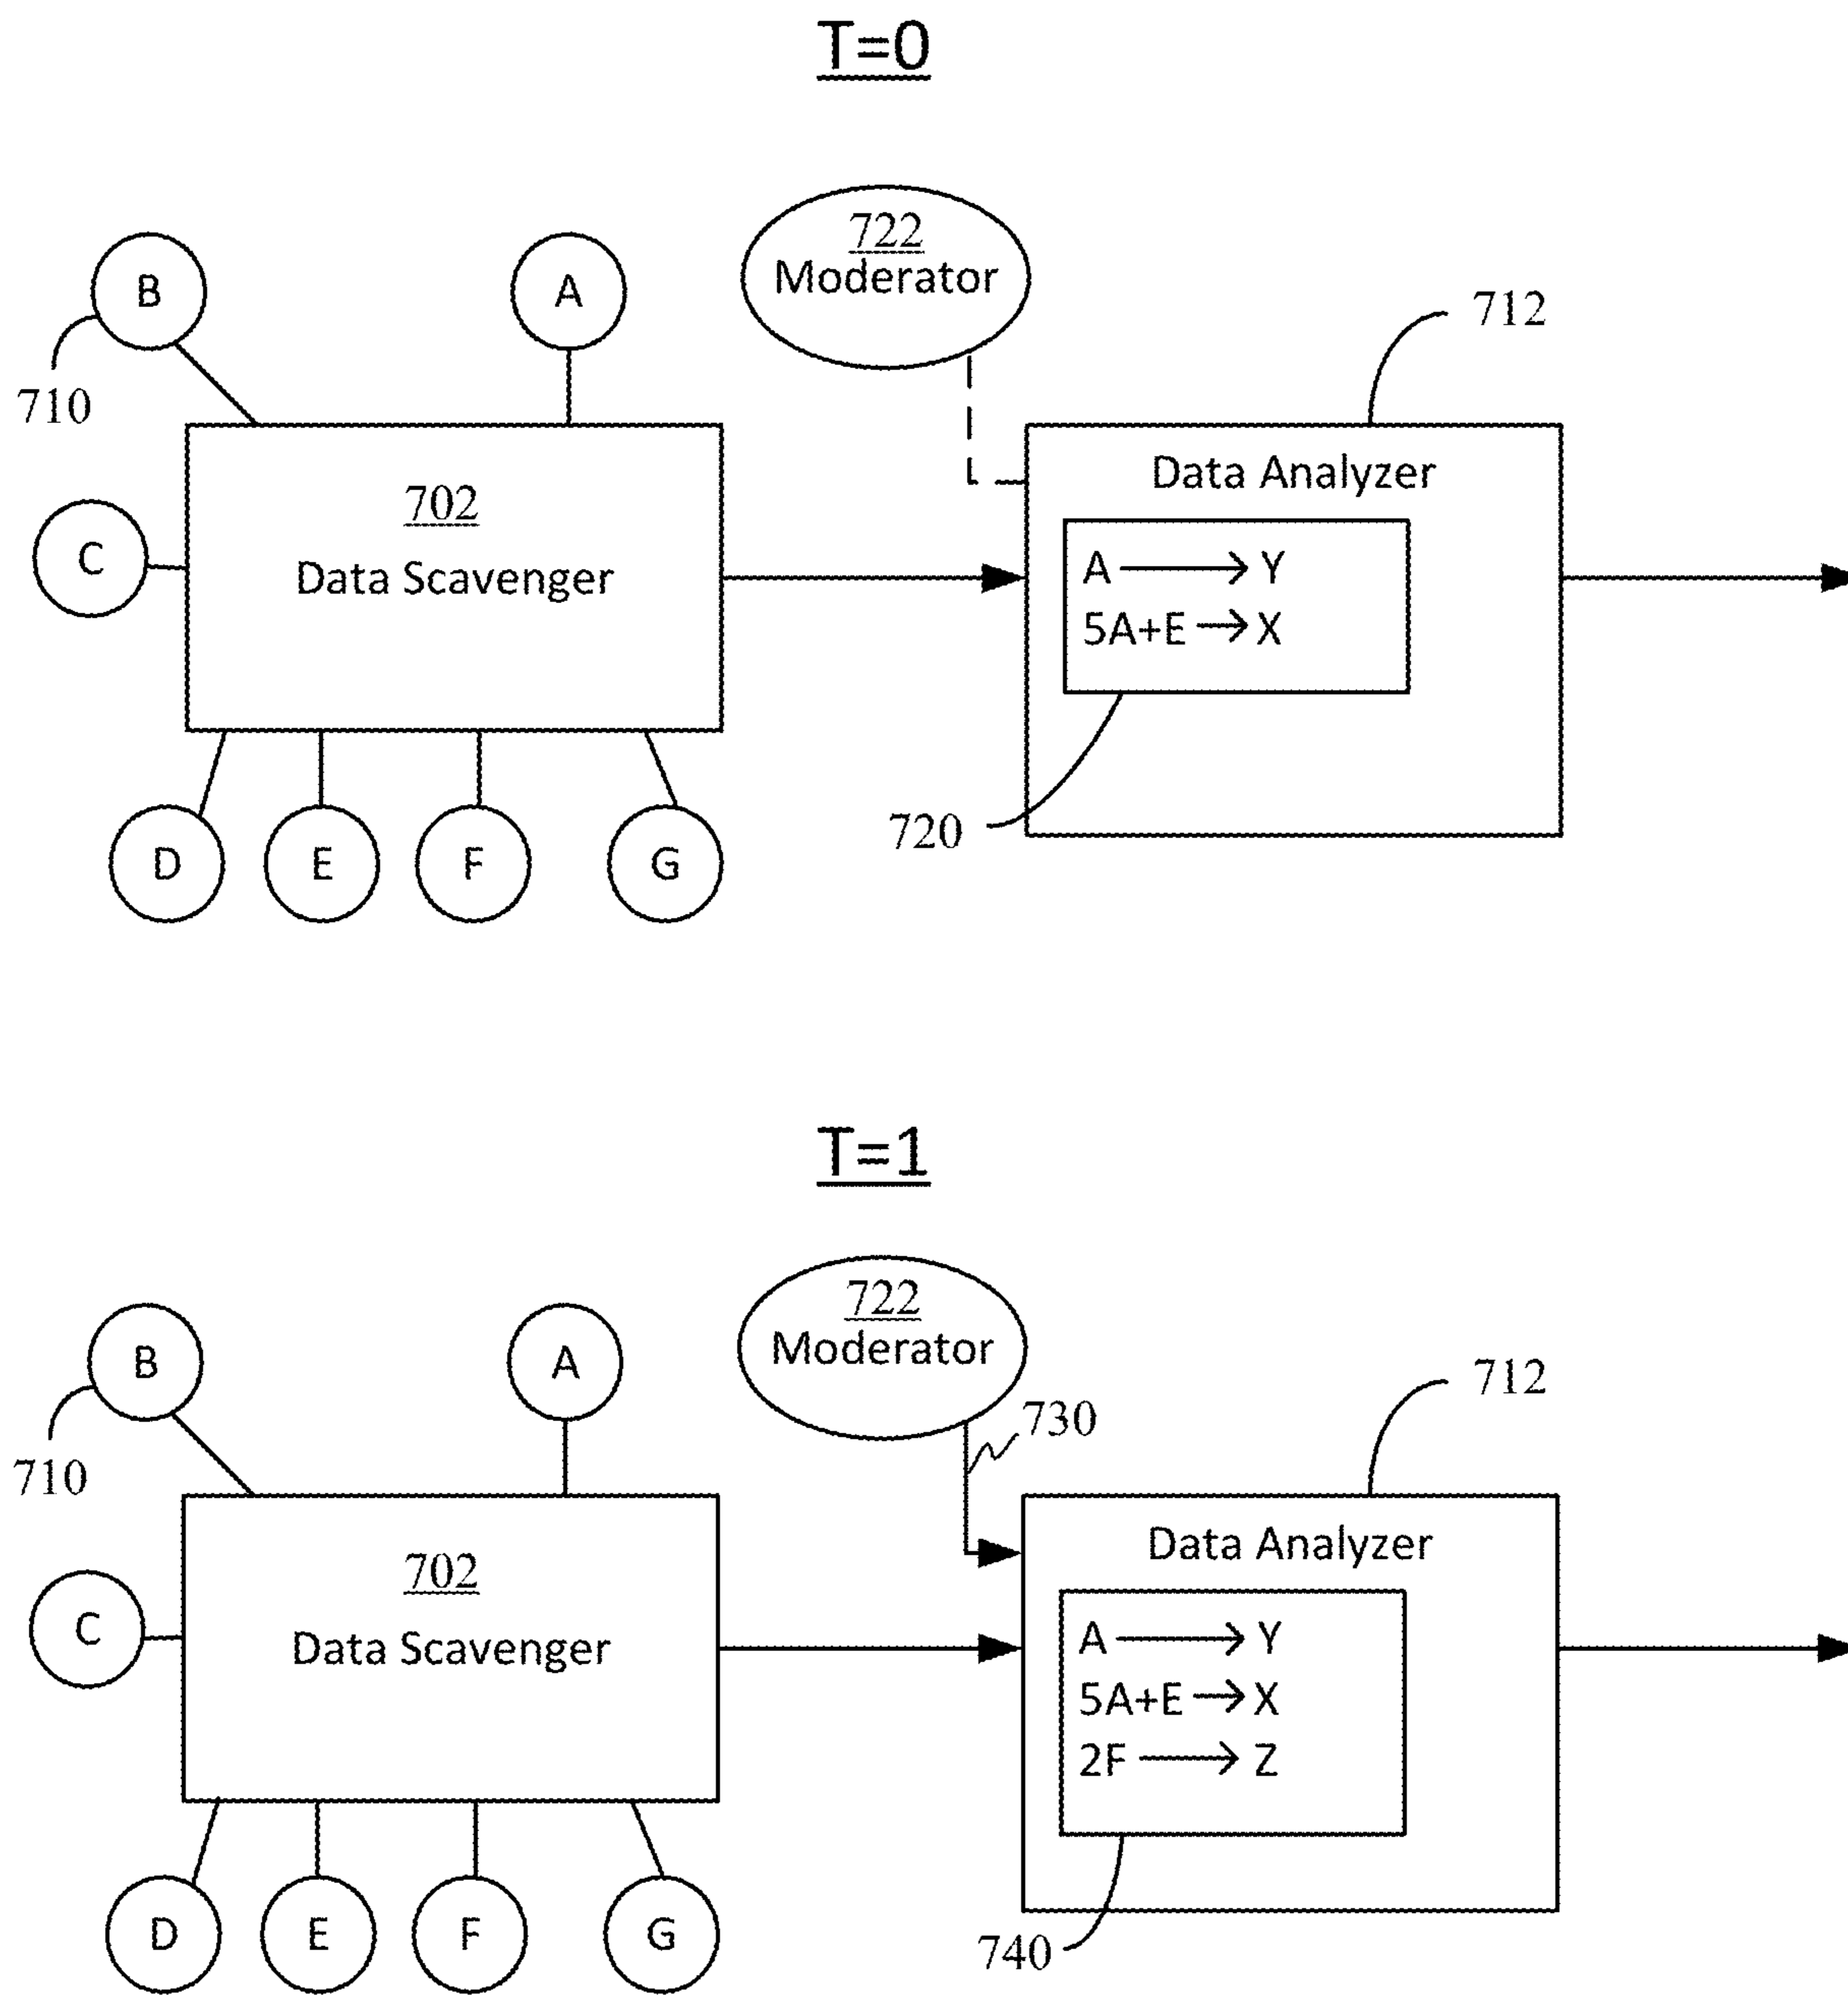 T=0
722
Moderator
B
A
712
710
Data Analyzer
702
Data Scavenger
C
A → Y
5A+E → X
720
D
E
F
G
T=1
722
Moderator
B
A
712
730
710
Data Analyzer
702
Data Scavenger
C
A → Y
5A+E → X
2F → Z
D
E
F
G
740